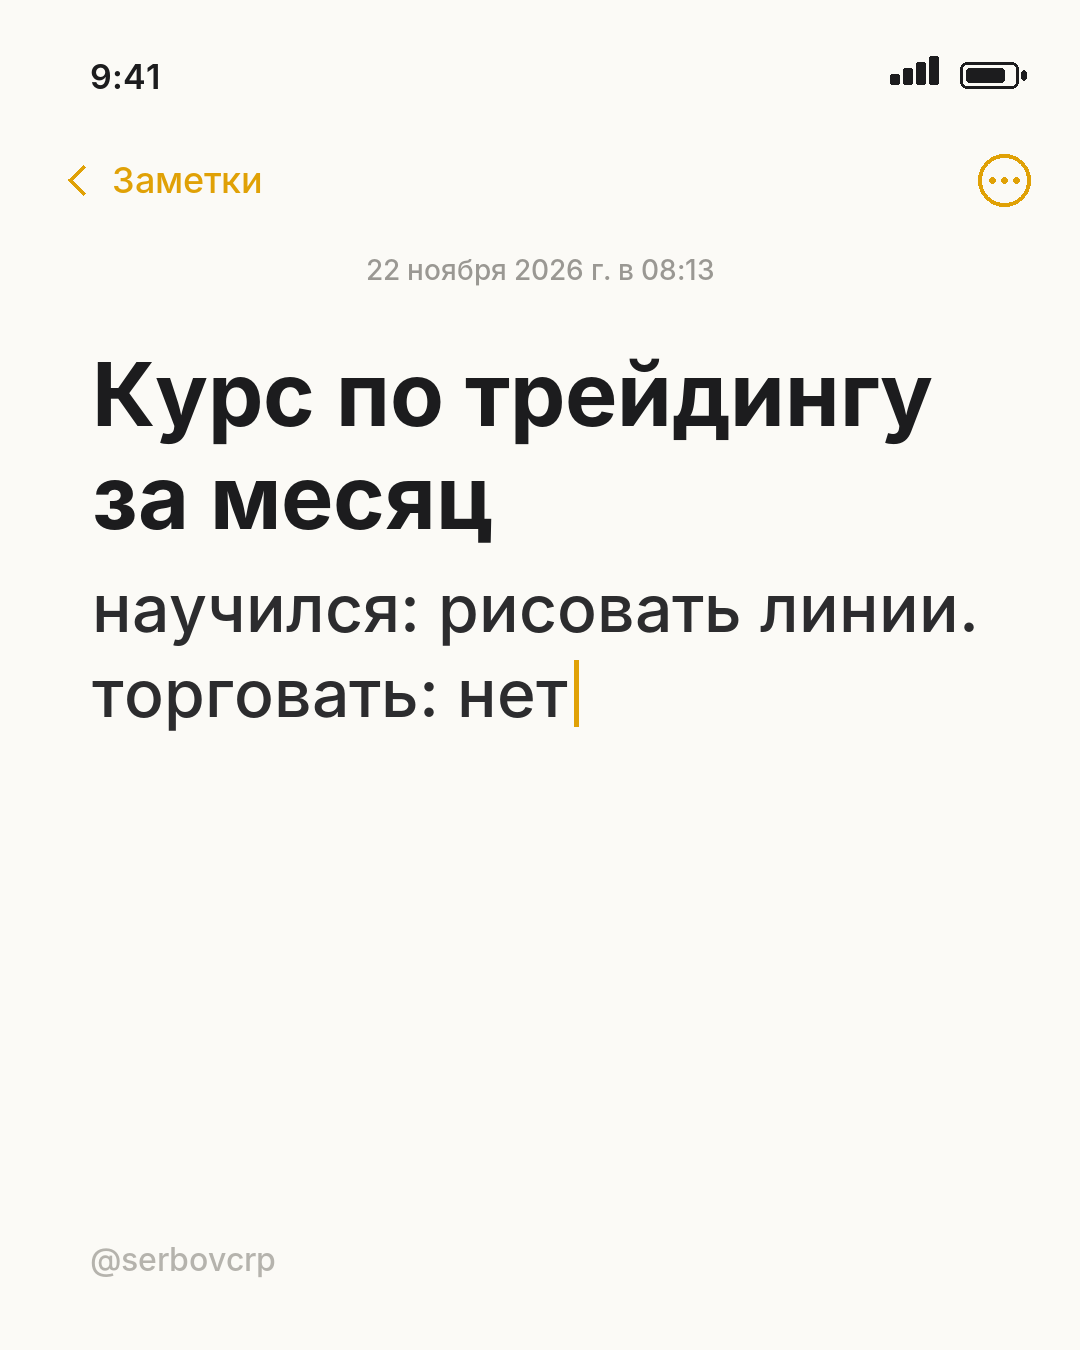 9:41
Заметки
22 ноября 2026 г. в 08:13
Курс по трейдингу
за месяц
научился: рисовать линии.
торговать: нет
@serbovcrp